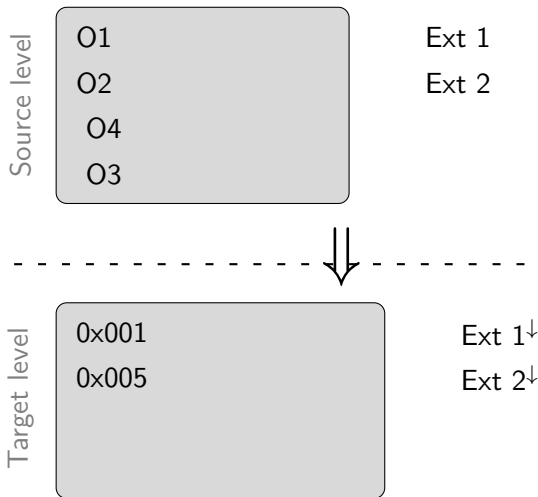 Source level
O1 Ext 1
O2 Ext 2
O4
O3
Target level
0x001 Ext 1↓
0x005 Ext 2↓